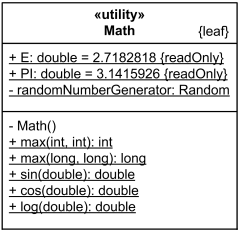 «utility»
Math {leaf}
+ E: double = 2.7182818 {readOnly}
+ PI: double = 3.1415926 {readOnly}
- randomNumberGenerator: Random
- Math()
+ max(int, int): int
+ max(long, long): long
+ sin(double): double
+ cos(double): double
+ log(double): double